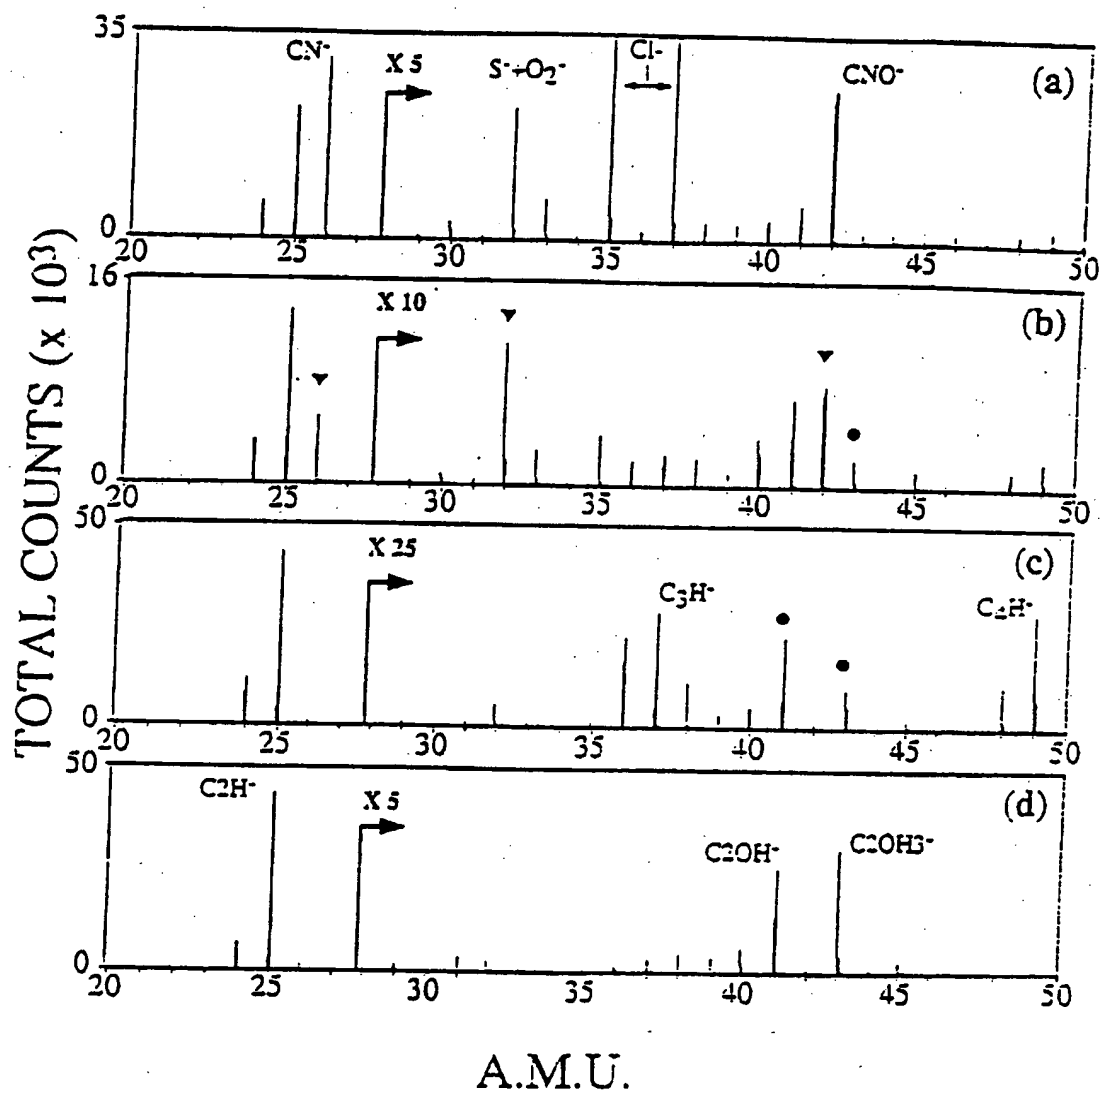 TOTAL COUNTS (x 10³)
35
CN⁻
X 5
S⁻+O₂⁻
Cl-
CNO⁻
(a)
0
20 25 30 35 40 45 50
16
X 10
(b)
0
20 25 30 35 40 45 50
50
X 25
C₃H⁻
C₄H⁻
(c)
0
20 25 30 35 40 45 50
50
C2H⁻
X 5
C2OH⁻
C2OH3⁻
(d)
0
20 25 30 35 40 45 50
A.M.U.